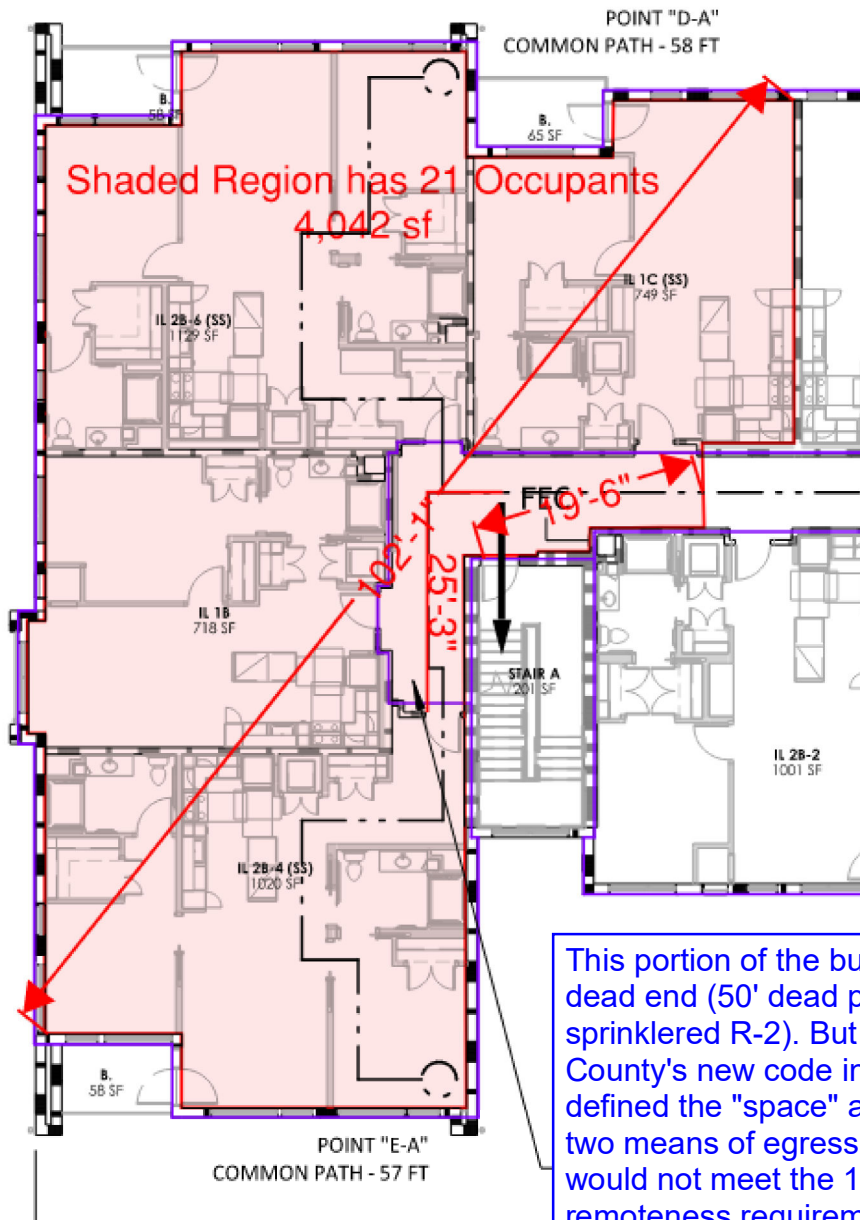 POINT "D-A"
COMMON PATH - 58 FT
B.
58 SF
B.
65 SF
Shaded Region has 21 Occupants
4,042 sf
IL 1C (SS)
749 SF
IL 2B-6 (SS)
1129 SF
FEC
19'-6"
102'-1"
25'-3"
IL 1B
718 SF
STAIR A
201 SF
IL 2B-2
1001 SF
IL 2B-4 (SS)
1020 SF
B.
58 SF
POINT "E-A"
COMMON PATH - 57 FT
This portion of the bu
dead end (50' dead p
sprinklered R-2). But
County's new code in
defined the "space" a
two means of egress
would not meet the 1
remoteness requirem